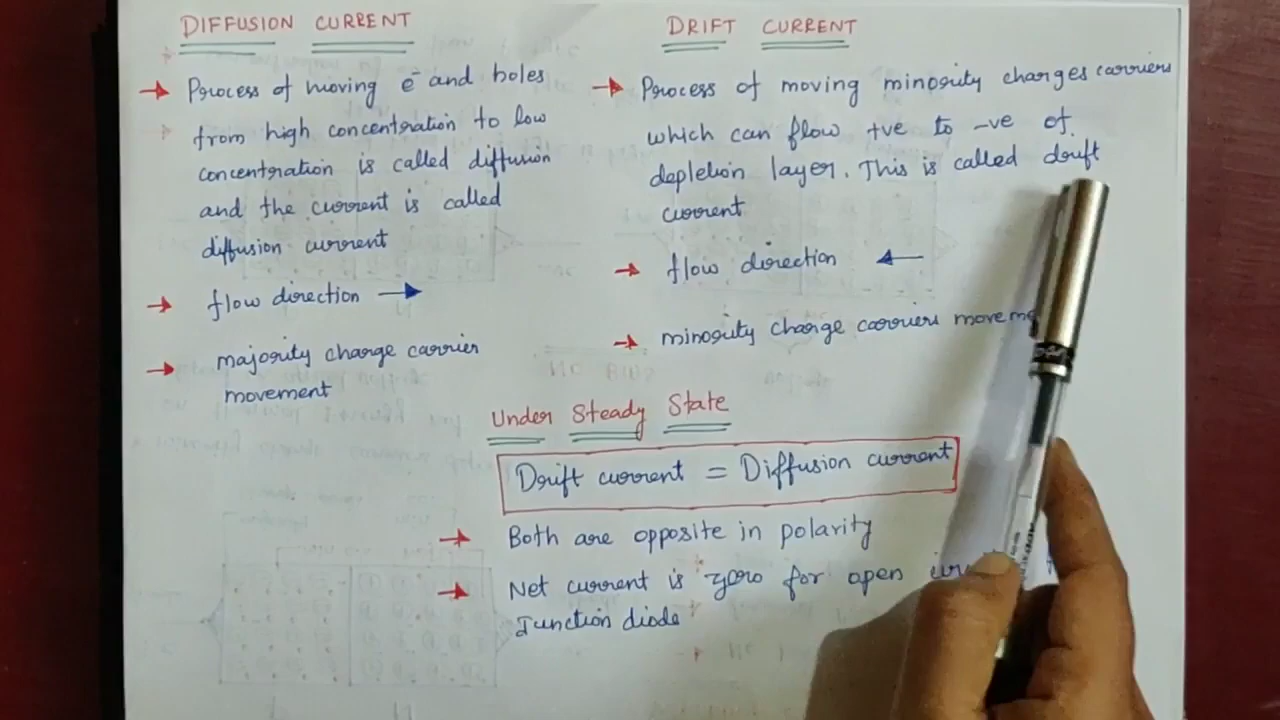 DIFFUSION CURRENT
→ Process of moving e⁻ and holes
from high concentration to low
concentration is called diffusion
and the current is called
diffusion current
→ flow direction →
→ majority charge carrier
movement
DRIFT CURRENT
→ Process of moving minority charges carriers
which can flow +ve to -ve of
depletion layer. This is called drift
current
→ flow direction ←
→ minority charge carriers
Under Steady State
Drift current = Diffusion current
→ Both are opposite in polarity
→ Net current is zero for open
Junction diode